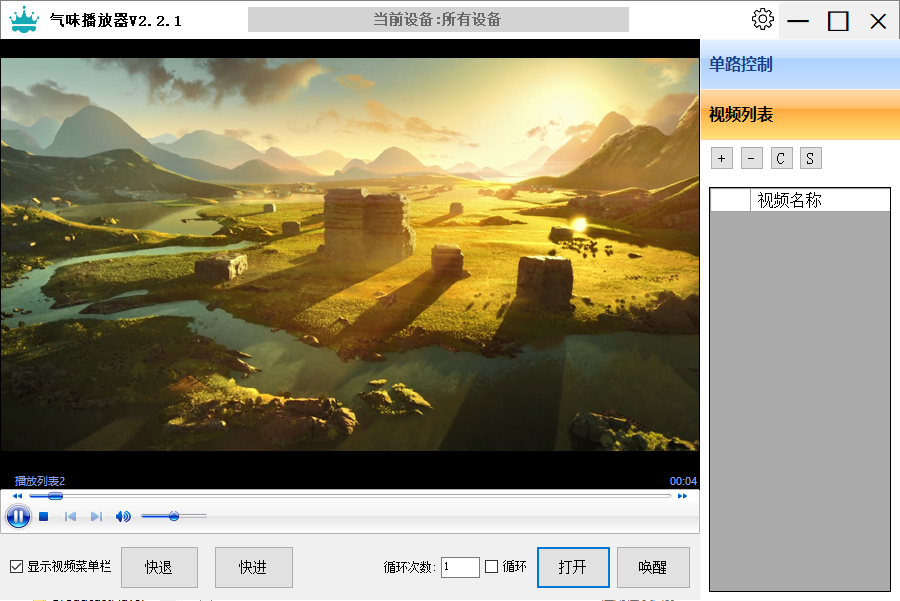 气味播放器V2.2.1
当前设备:所有设备
单路控制
视频列表
+ - C S
视频名称
播放列表2
00:04
显示视频菜单栏
快退
快进
循环次数:
1
循环
打开
唤醒